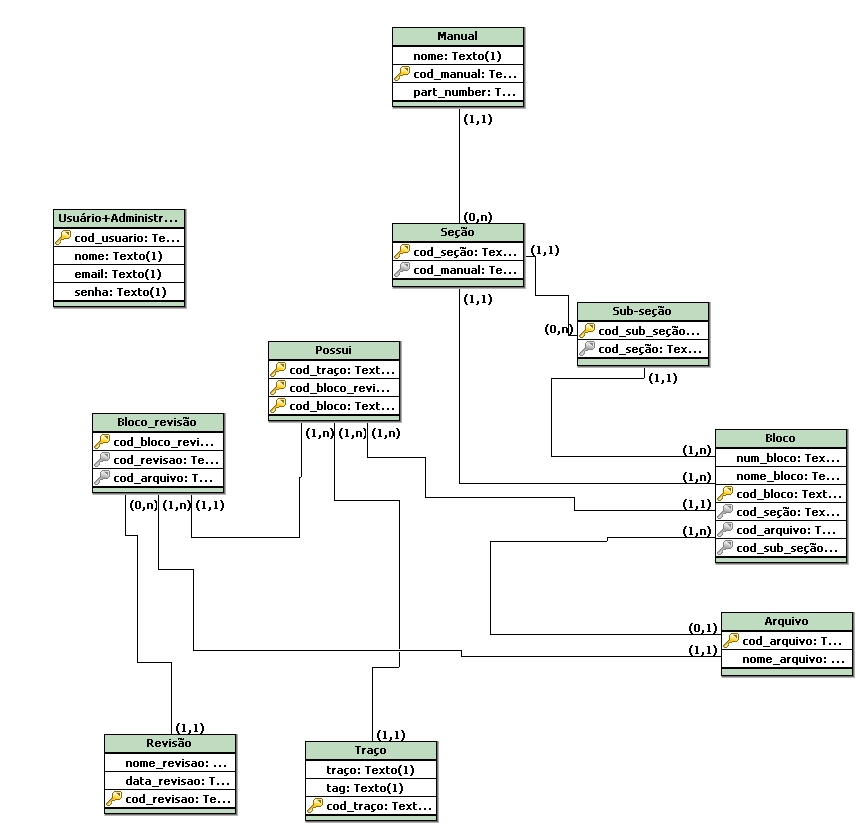 Manual
nome: Texto(1)
cod_manual: Te...
part_number: T...
(1,1)
(0,n)
Usuário+Administr...
cod_usuario: Te...
nome: Texto(1)
email: Texto(1)
senha: Texto(1)
Seção
cod_seção: Tex...
cod_manual: Te...
(1,1)
(1,1)
(0,n)
Sub-seção
cod_sub_seção...
cod_seção: Tex...
(1,1)
Possui
cod_traço: Text...
cod_bloco_revi...
cod_bloco: Text...
(1,n) (1,n) (1,n)
Bloco_revisão
cod_bloco_revi...
cod_revisao: Te...
cod_arquivo: T...
(0,n) (1,n) (1,1)
Bloco
num_bloco: Tex...
nome_bloco: Te...
cod_bloco: Text...
cod_seção: Tex...
cod_arquivo: T...
cod_sub_seção...
(1,n)
(1,n)
(1,1)
(1,n)
Arquivo
cod_arquivo: T...
nome_arquivo: ...
(0,1)
(1,1)
(1,1)
Revisão
nome_revisao: ...
data_revisao: T...
cod_revisao: Te...
(1,1)
Traço
traço: Texto(1)
tag: Texto(1)
cod_traço: Text...